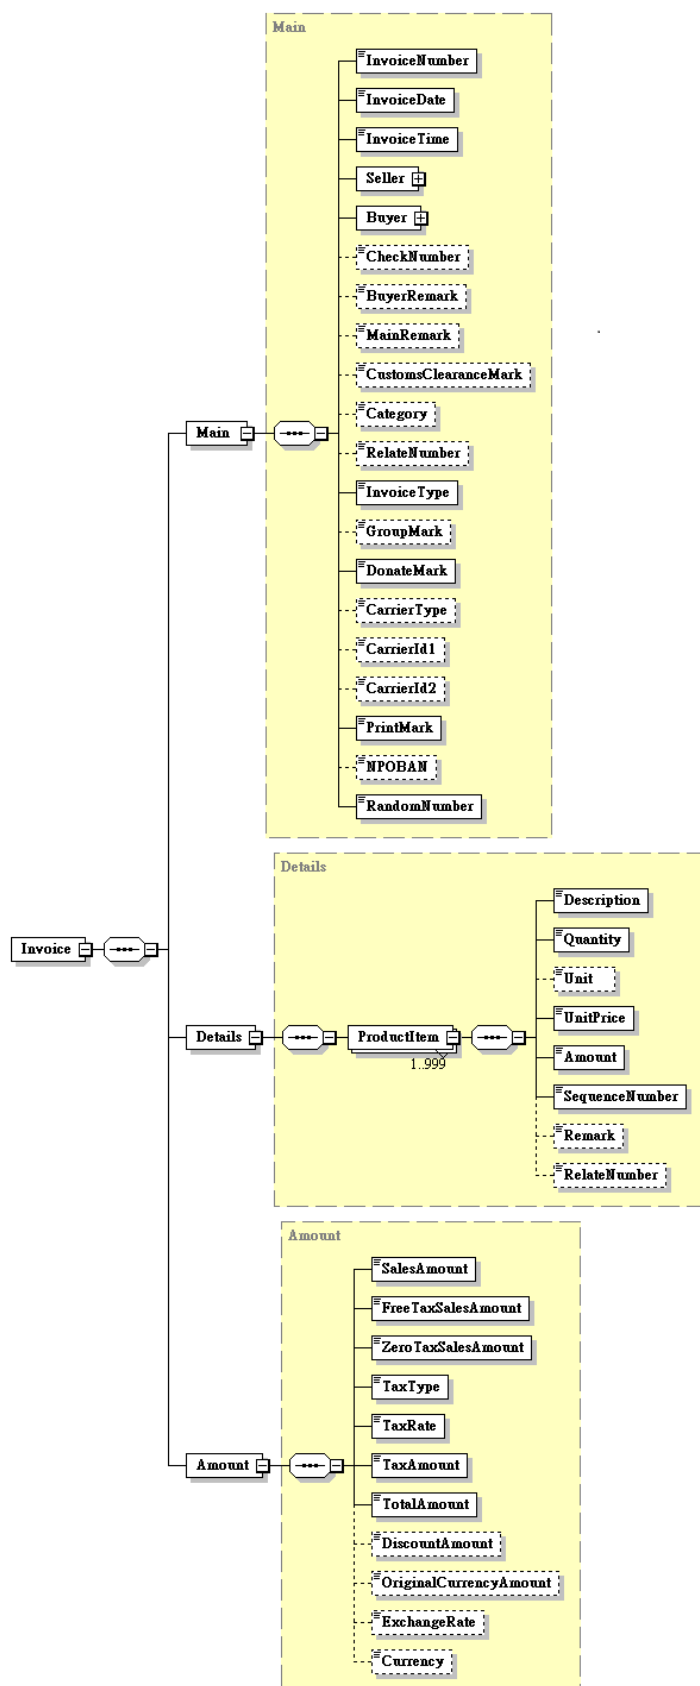 Main
InvoiceNumber
InvoiceDate
InvoiceTime
Seller
Buyer
CheckNumber
BuyerRemark
MainRemark
CustomsClearanceMark
Category
Main
RelateNumber
InvoiceType
GroupMark
DonateMark
CarrierType
CarrierId1
CarrierId2
PrintMark
NPOBAN
RandomNumber
Details
Description
Quantity
Invoice
Unit
UnitPrice
Details
ProductItem
1..999
Amount
SequenceNumber
Remark
RelateNumber
Amount
SalesAmount
FreeTaxSalesAmount
ZeroTaxSalesAmount
TaxType
TaxRate
Amount
TaxAmount
TotalAmount
DiscountAmount
OriginalCurrencyAmount
ExchangeRate
Currency